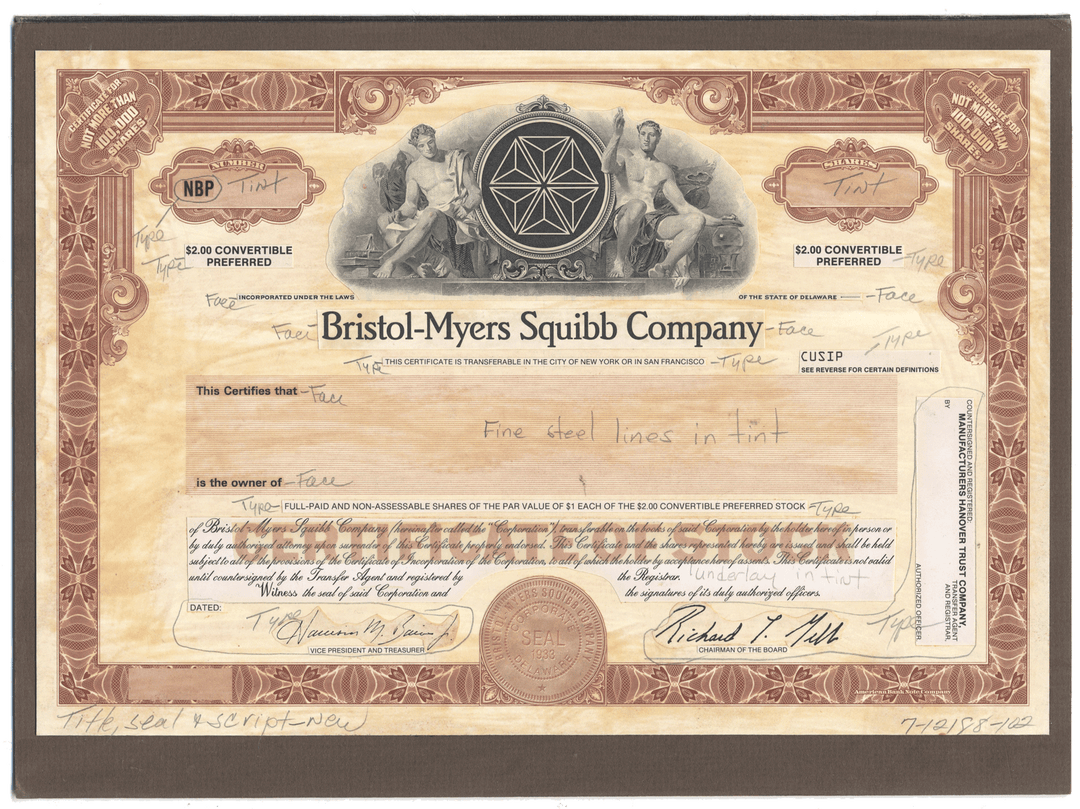 CERTIFICATE FOR
NOT MORE THAN
100,000
SHARES
CERTIFICATE FOR
NOT MORE THAN
100,000
SHARES
NUMBER
NBP TINT
SHARES
TINT
Type
Type
$2.00 CONVERTIBLE
PREFERRED
$2.00 CONVERTIBLE
PREFERRED
-Type
Face
INCORPORATED UNDER THE LAWS
OF THE STATE OF DELAWARE
-Face
Face
Bristol-Myers Squibb Company
-Face
Type
THIS CERTIFICATE IS TRANSFERABLE IN THE CITY OF NEW YORK OR IN SAN FRANCISCO
-Type
CUSIP
-Type
SEE REVERSE FOR CERTAIN DEFINITIONS
This Certifies that -Face
Fine steel lines in tint
is the owner of -Face
Type
FULL-PAID AND NON-ASSESSABLE SHARES OF THE PAR VALUE OF $1 EACH OF THE $2.00 CONVERTIBLE PREFERRED STOCK
-Type
of Bristol-Myers Squibb Company (hereinafter called the "Corporation") transferable on the books of said Corporation by the holder hereof in person or
by duly authorized attorney upon surrender of this Certificate properly endorsed. This Certificate and the shares represented hereby are issued and shall be held
subject to all of the provisions of the Certificate of Incorporation of the Corporation, to all of which the holder by acceptance hereof assents. This Certificate is not valid
until countersigned by the Transfer Agent and registered by the Registrar.
underlay in tint
Witness the seal of said Corporation and the signatures of its duly authorized officers.
DATED:
Type
VICE PRESIDENT AND TREASURER
SEAL
1933
DELAWARE
Richard L. Gelb
CHAIRMAN OF THE BOARD
Type
COUNTERSIGNED AND REGISTERED:
MANUFACTURERS HANOVER TRUST COMPANY,
TRANSFER AGENT
AND REGISTRAR,
BY
AUTHORIZED OFFICER
American Bank Note Company
Title, seal & script-New